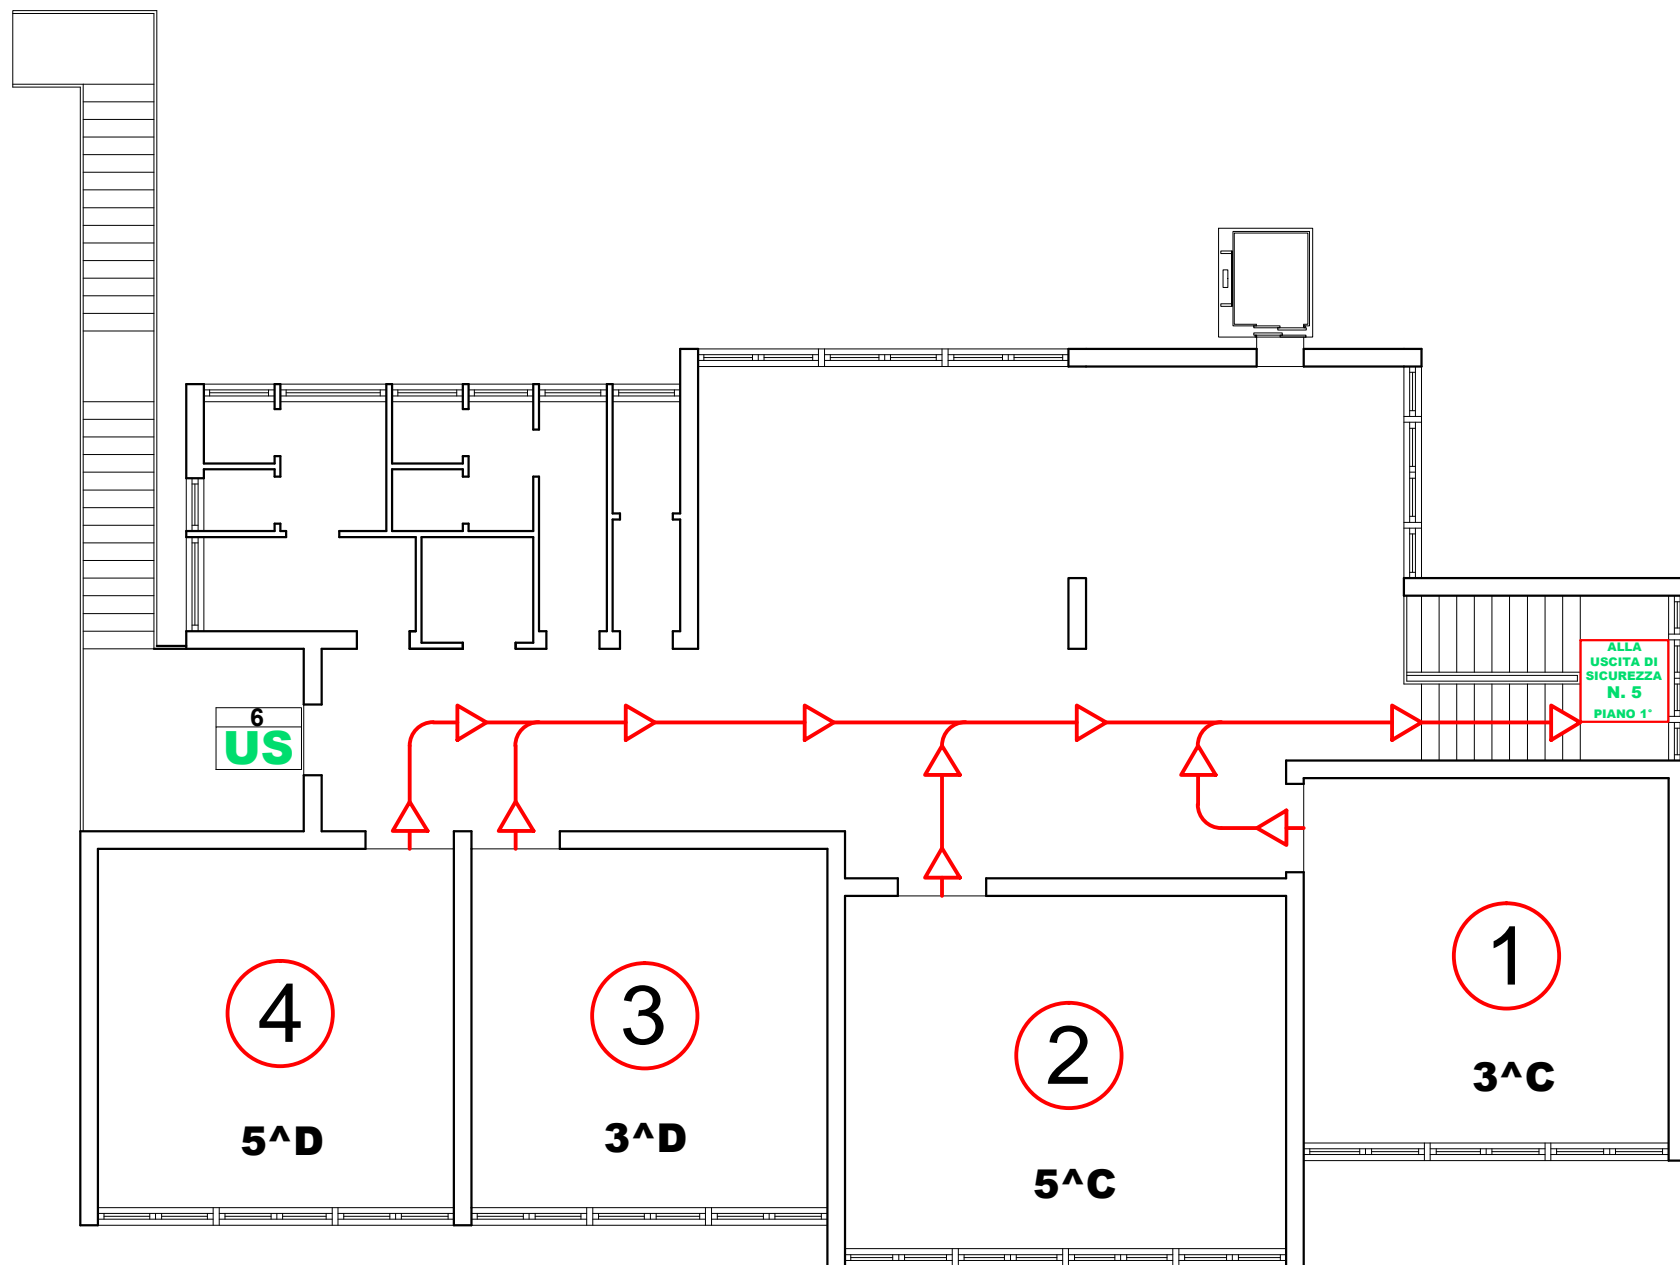 ALLA
USCITA DI
SICUREZZA
N. 5
PIANO 1°
6
US
1
3^C
4
3
2
5^D
3^D
5^C